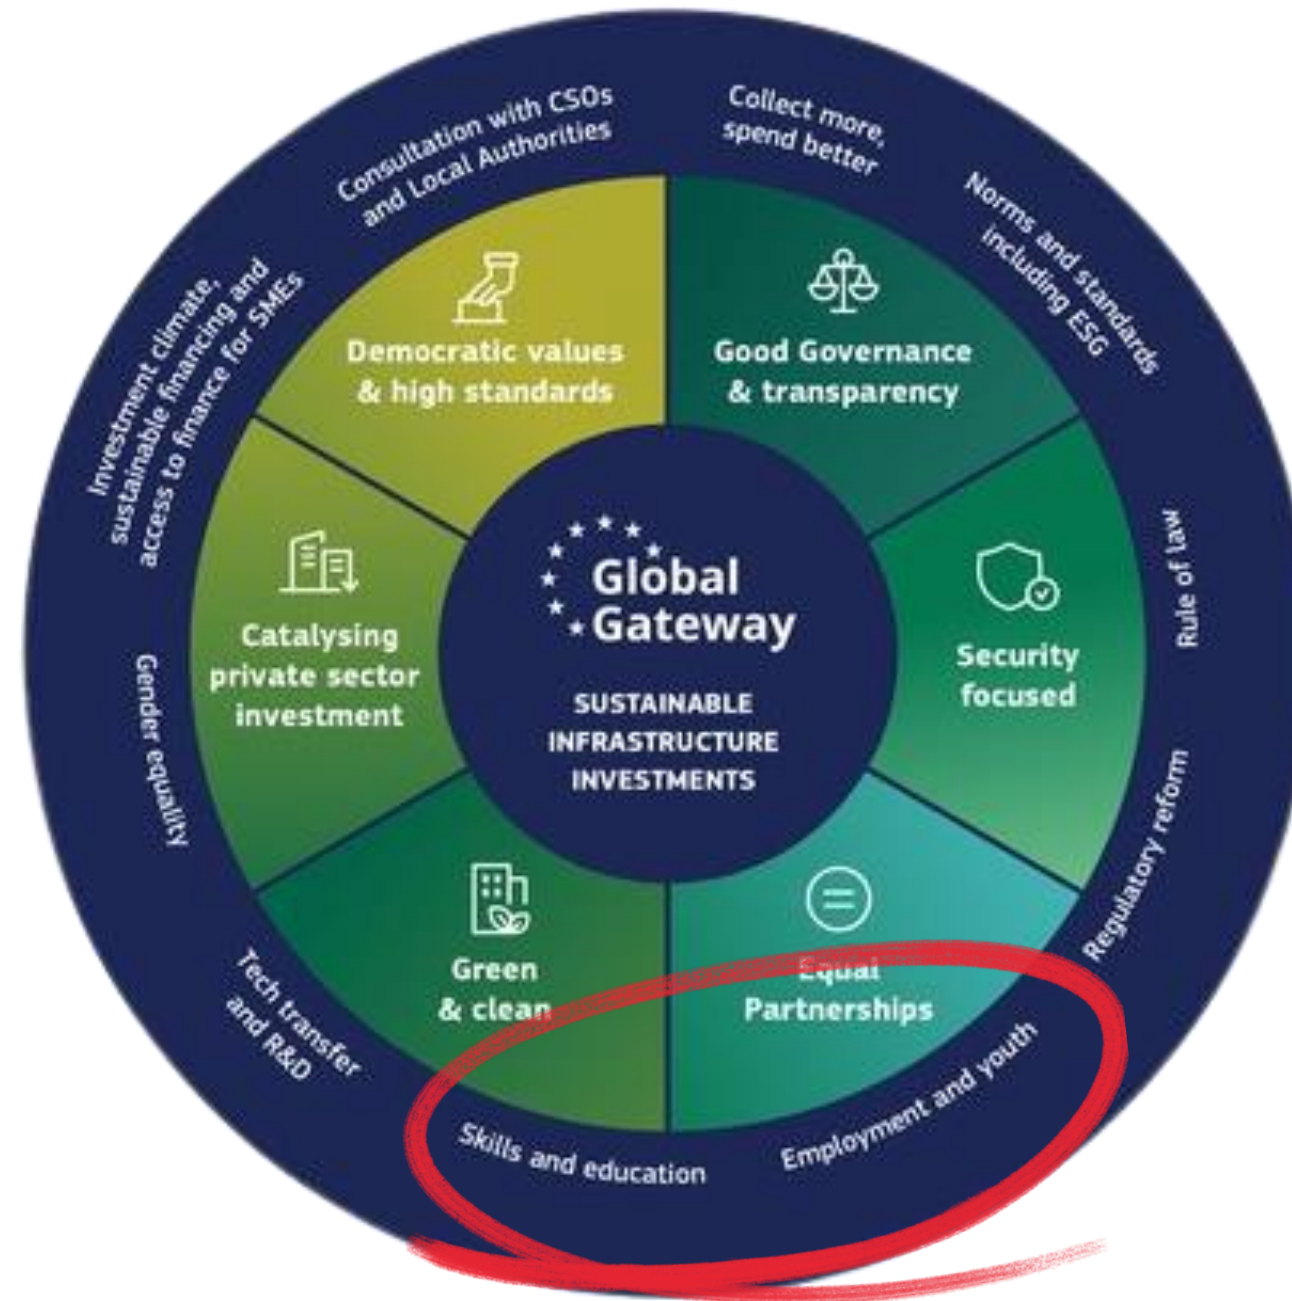 Consultation with CSOs
and Local Authorities
Collect more,
spend better
Norms and standards
including ESG
Rule of law
Regulatory reform
Employment and youth
Skills and education
Tech transfer
and R&D
Gender equality
Investment climate,
sustainable financing and
access to finance for SMEs
Democratic values
& high standards
Good Governance
& transparency
Security
focused
Equal
Partnerships
Green
& clean
Catalysing
private sector
investment
Global
Gateway
SUSTAINABLE
INFRASTRUCTURE
INVESTMENTS